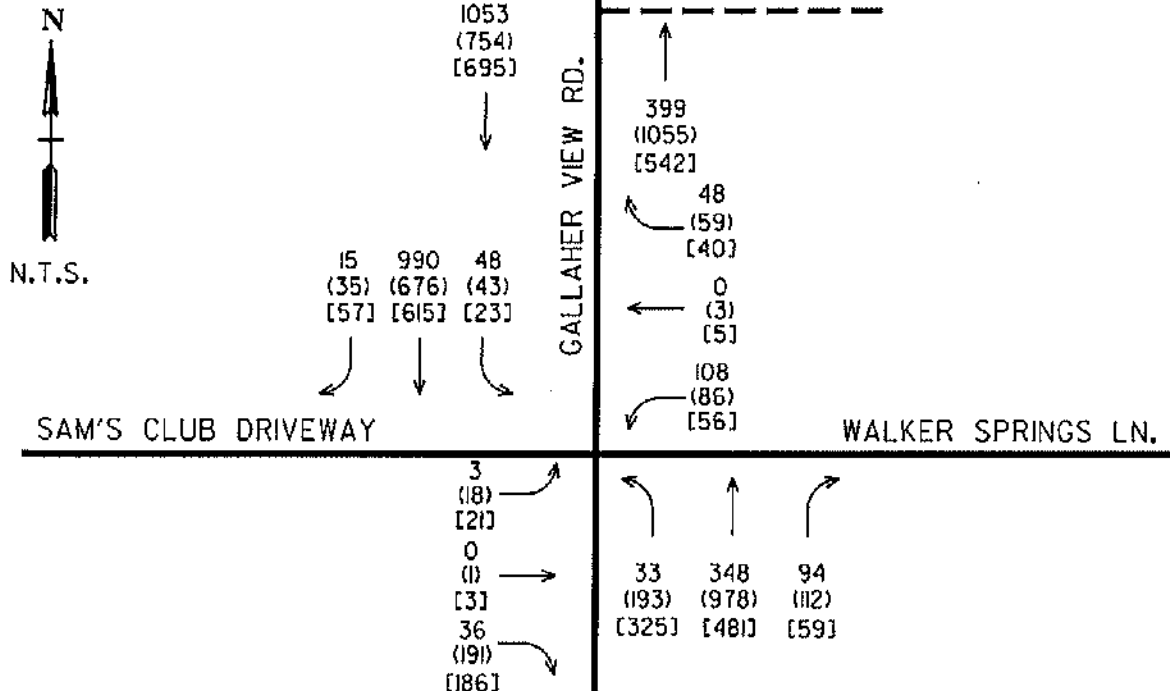 N
N.T.S.
1053
(754)
[695]
GALLAHER VIEW RD.
399
(1055)
[542]
48
(59)
[40]
0
(3)
[5]
108
(86)
[56]
15 990 48
(35) (676) (43)
[57] [615] [23]
SAM'S CLUB DRIVEWAY
WALKER SPRINGS LN.
3
(18)
[21]
0
(1)
[3]
36
(191)
[186]
33 348 94
(193) (978) (112)
[325] [481] [59]